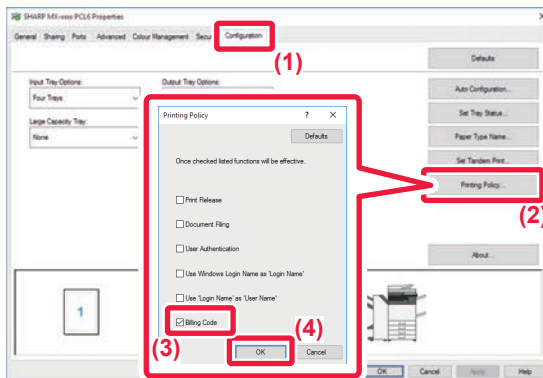 SHARP MX-xxxx PCL6 Properties
General Sharing Ports Advanced Colour Management Secu Configuration
(1)
Defaults
Input Tray Options:
Output Tray Options:
Four Trays
Auto Configuration...
Large Capacity Tray:
Set Tray Status...
None
Paper Type Name...
Set Tandem Print...
Printing Policy...
(2)
About...
Printing Policy ? ×
Defaults
Once checked listed functions will be effective.
Print Release
Document Filing
User Authentication
Use Windows Login Name as 'Login Name'
Use 'Login Name' as 'User Name'
Billing Code
(3)
(4)
OK Cancel
1
OK Cancel Apply Help